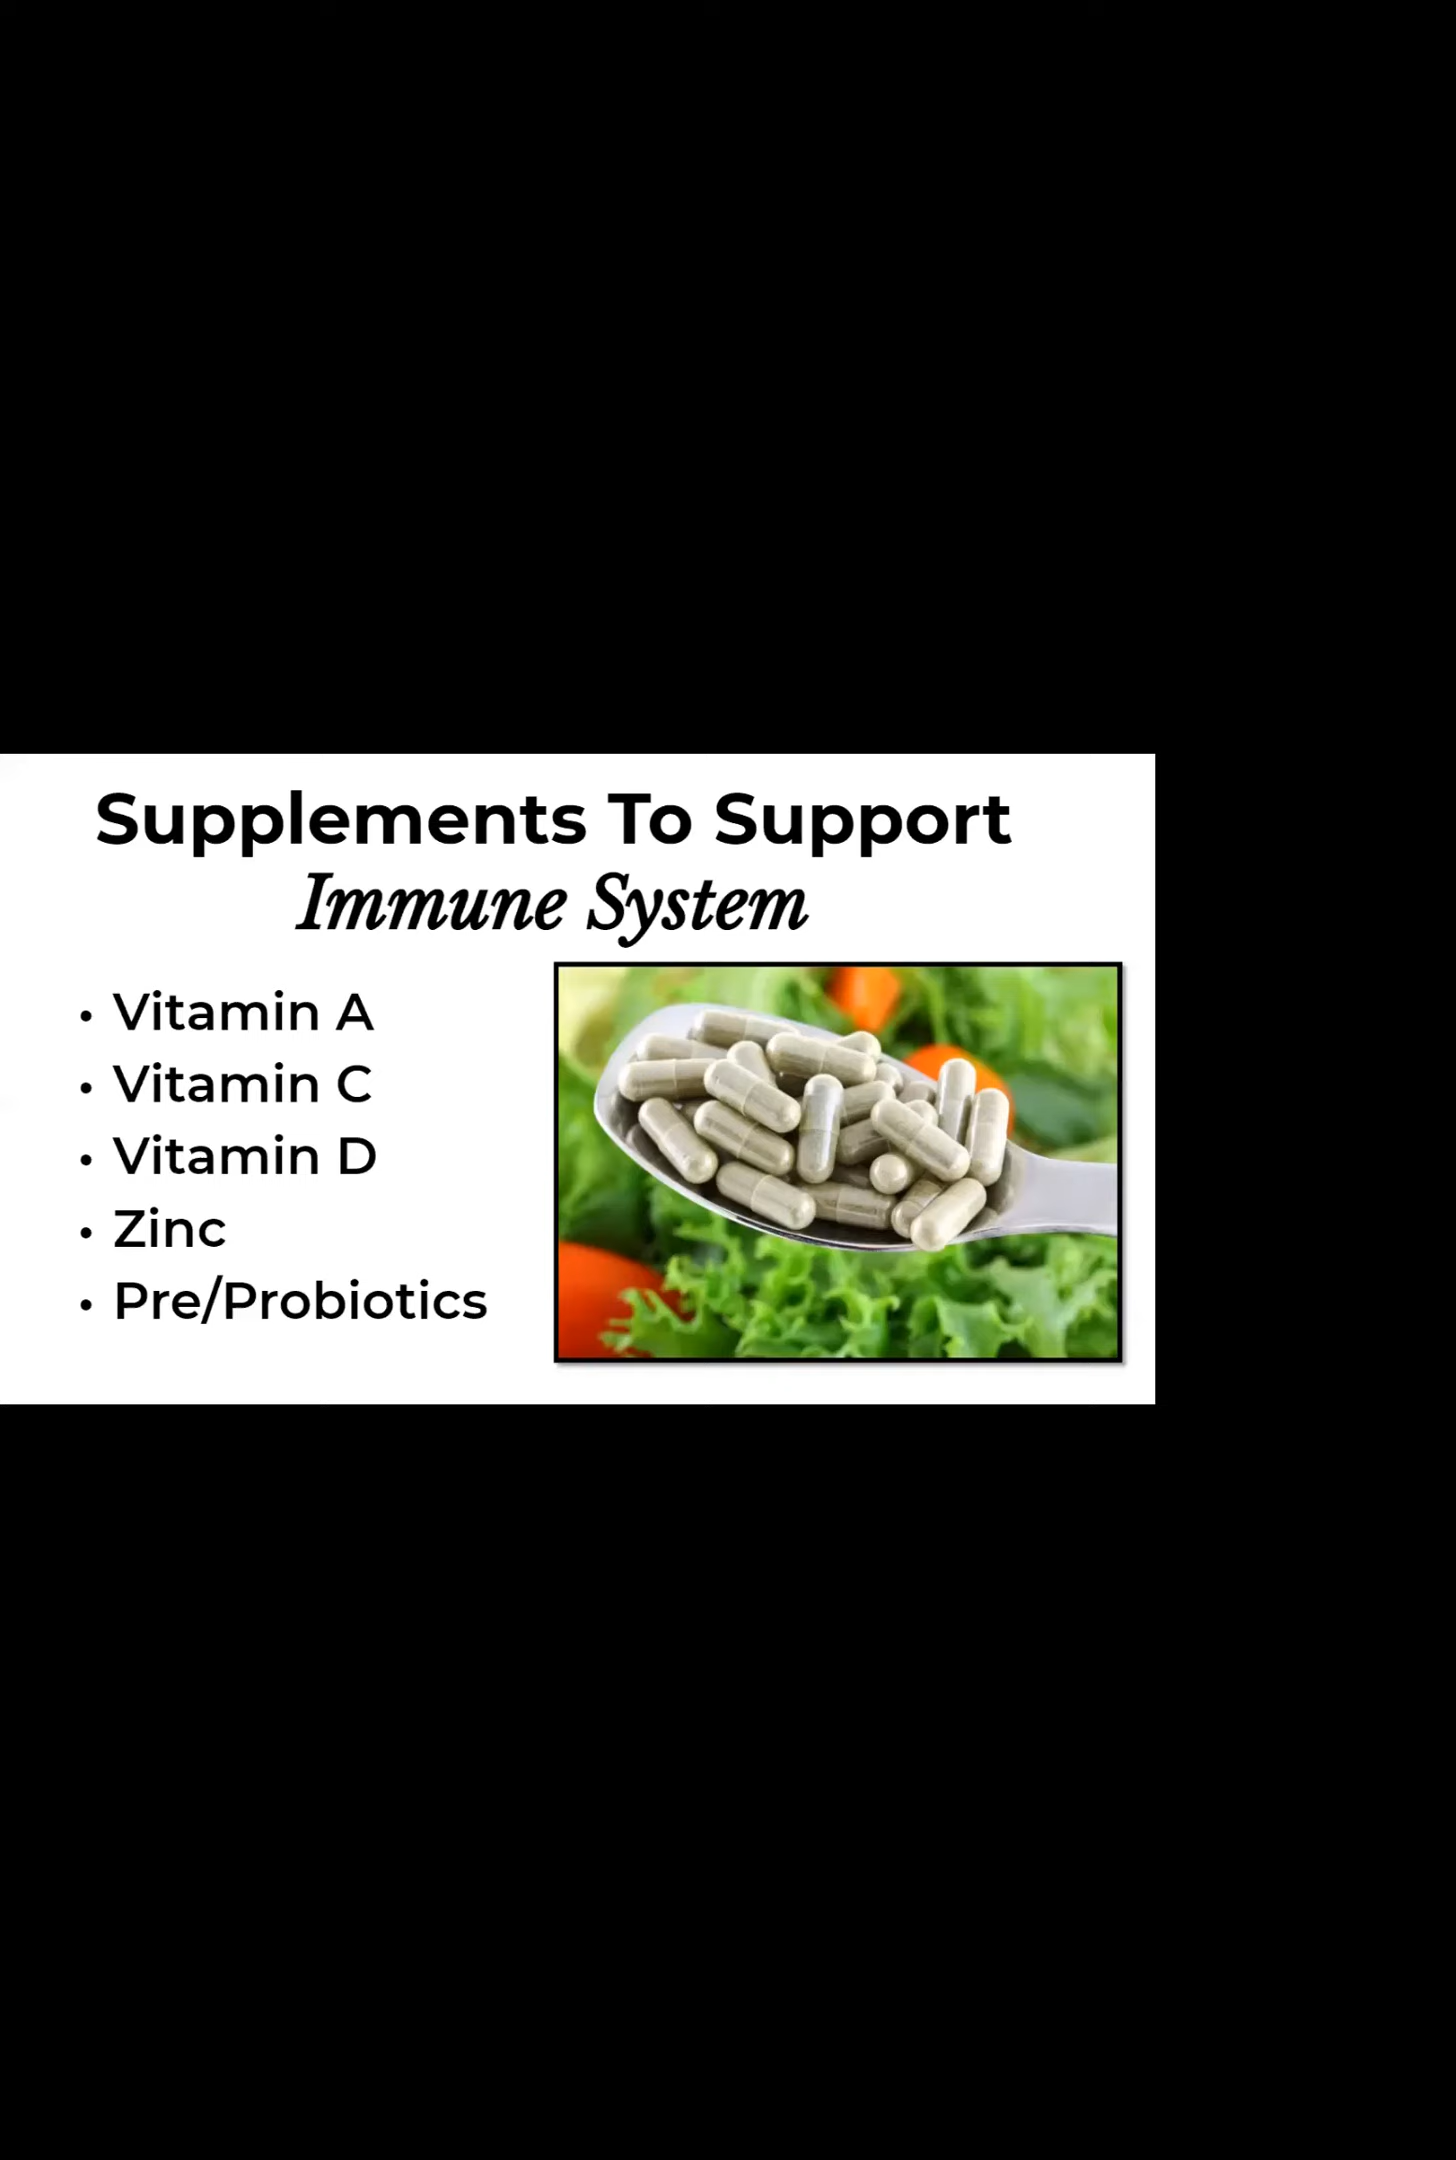 Supplements To Support
Immune System
• Vitamin A
• Vitamin C
• Vitamin D
• Zinc
• Pre/Probiotics